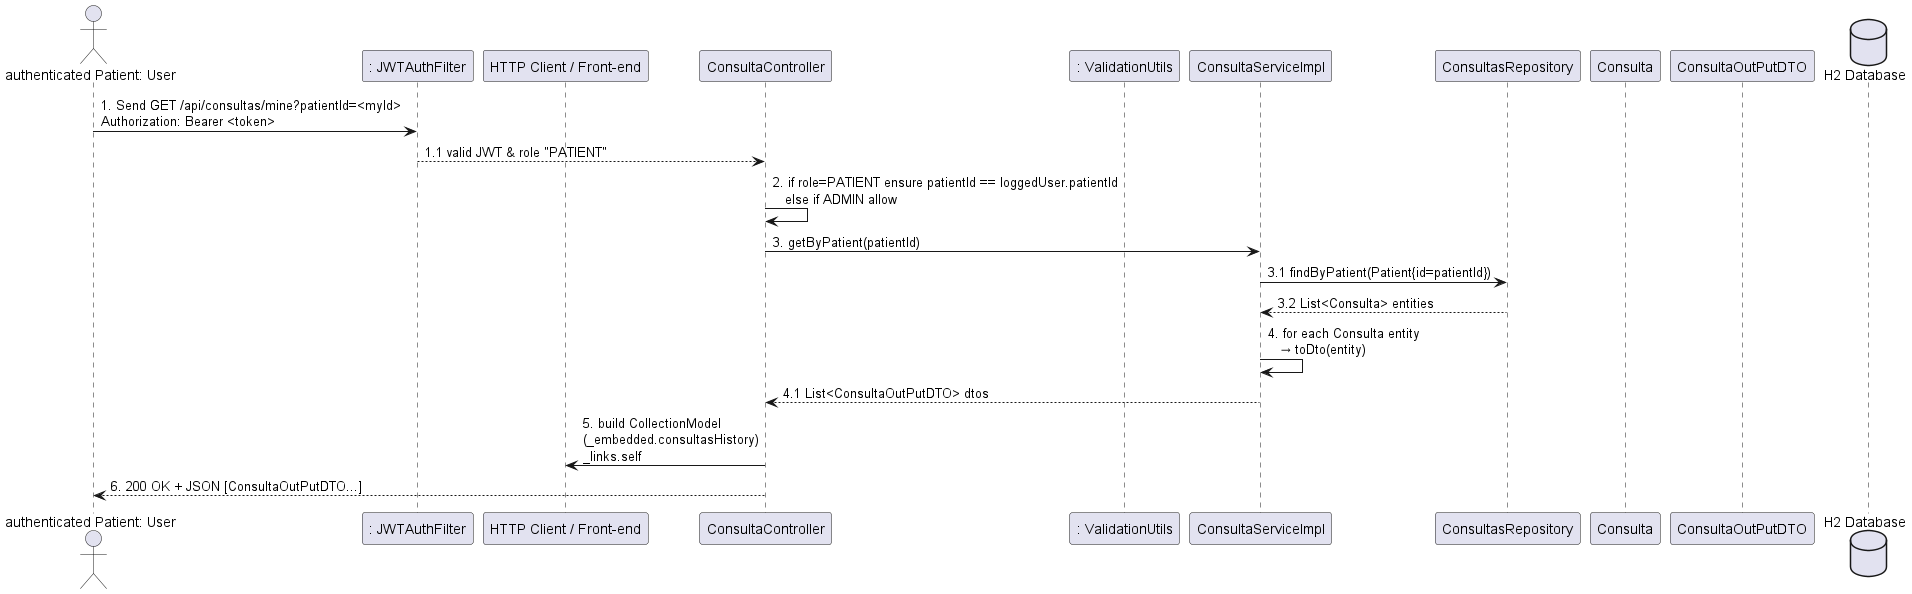 authenticated Patient: User
: JWTAuthFilter
HTTP Client / Front-end
ConsultaController
: ValidationUtils
ConsultaServiceImpl
ConsultasRepository
Consulta
ConsultaOutPutDTO
H2 Database
1. Send GET /api/consultas/mine?patientId=<myId>
Authorization: Bearer <token>
1.1 valid JWT & role "PATIENT"
2. if role=PATIENT ensure patientId == loggedUser.patientId
else if ADMIN allow
3. getByPatient(patientId)
3.1 findByPatient(Patient{id=patientId})
3.2 List<Consulta> entities
4. for each Consulta entity
→ toDto(entity)
4.1 List<ConsultaOutPutDTO> dtos
5. build CollectionModel
(_embedded.consultasHistory)
_links.self
6. 200 OK + JSON [ConsultaOutPutDTO...]
authenticated Patient: User
: JWTAuthFilter
HTTP Client / Front-end
ConsultaController
: ValidationUtils
ConsultaServiceImpl
ConsultasRepository
Consulta
ConsultaOutPutDTO
H2 Database